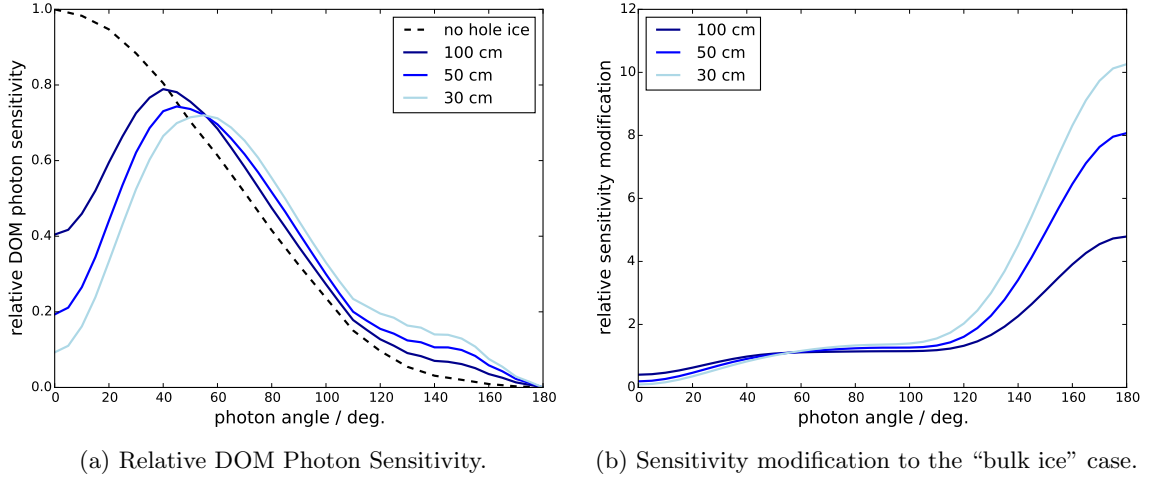 relative DOM photon sensitivity
1.0
0.8
0.6
0.4
0.2
0.0
0 20 40 60 80 100 120 140 160 180
photon angle / deg.
no hole ice
100 cm
50 cm
30 cm
(a) Relative DOM Photon Sensitivity.
relative sensitivity modification
12
10
8
6
4
2
0
0 20 40 60 80 100 120 140 160 180
photon angle / deg.
100 cm
50 cm
30 cm
(b) Sensitivity modification to the “bulk ice” case.